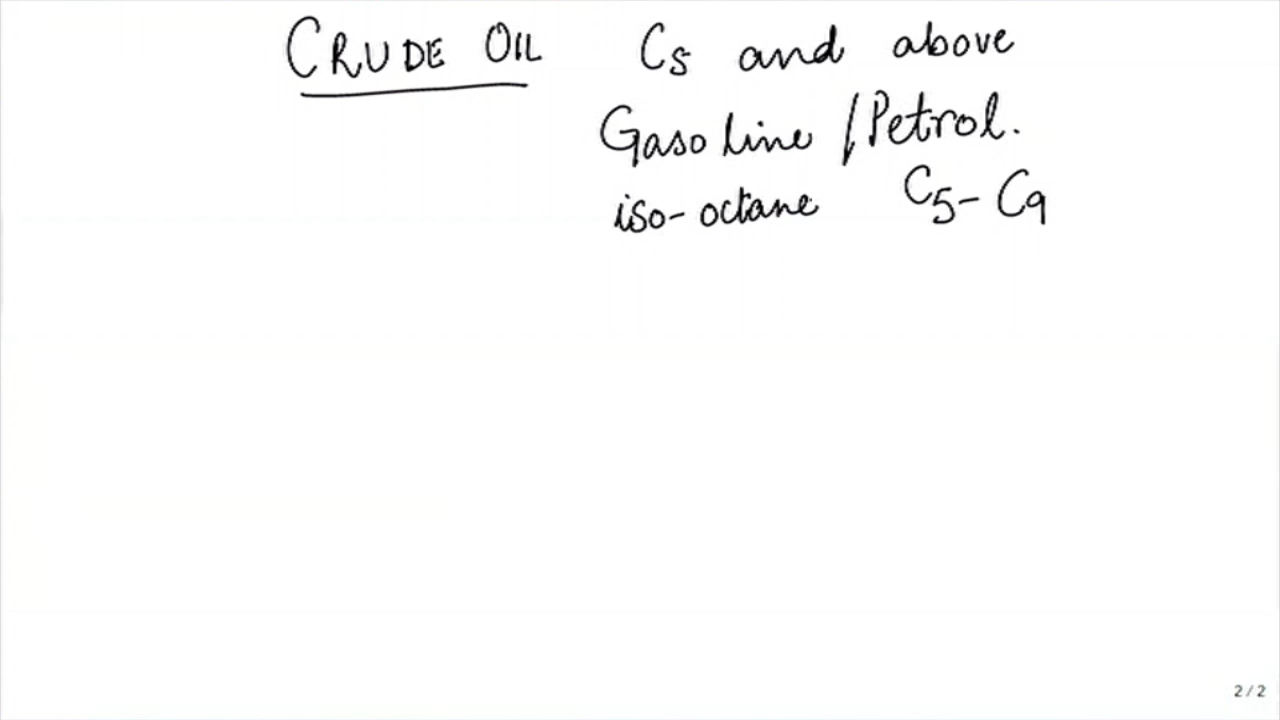 CRUDE OIL C5 and above
Gasoline / Petrol.
iso-octane C5 - C9
2 / 2